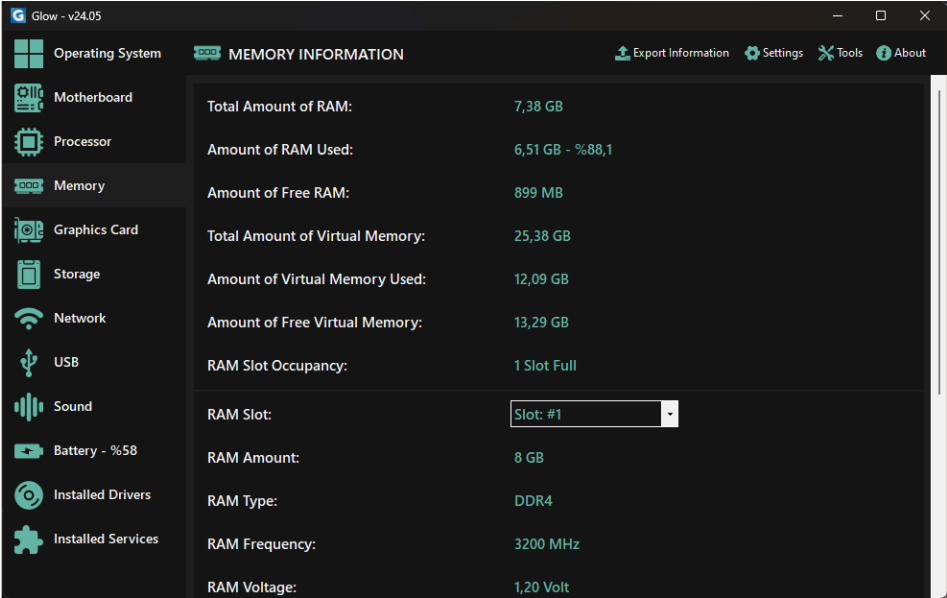 Glow - v24.05
Operating System
Motherboard
Processor
Memory
Graphics Card
Storage
Network
USB
Sound
Battery - %58
Installed Drivers
Installed Services
MEMORY INFORMATION
Export Information
Settings
Tools
About
Total Amount of RAM: 7,38 GB
Amount of RAM Used: 6,51 GB - %88,1
Amount of Free RAM: 899 MB
Total Amount of Virtual Memory: 25,38 GB
Amount of Virtual Memory Used: 12,09 GB
Amount of Free Virtual Memory: 13,29 GB
RAM Slot Occupancy: 1 Slot Full
RAM Slot: Slot: #1
RAM Amount: 8 GB
RAM Type: DDR4
RAM Frequency: 3200 MHz
RAM Voltage: 1,20 Volt